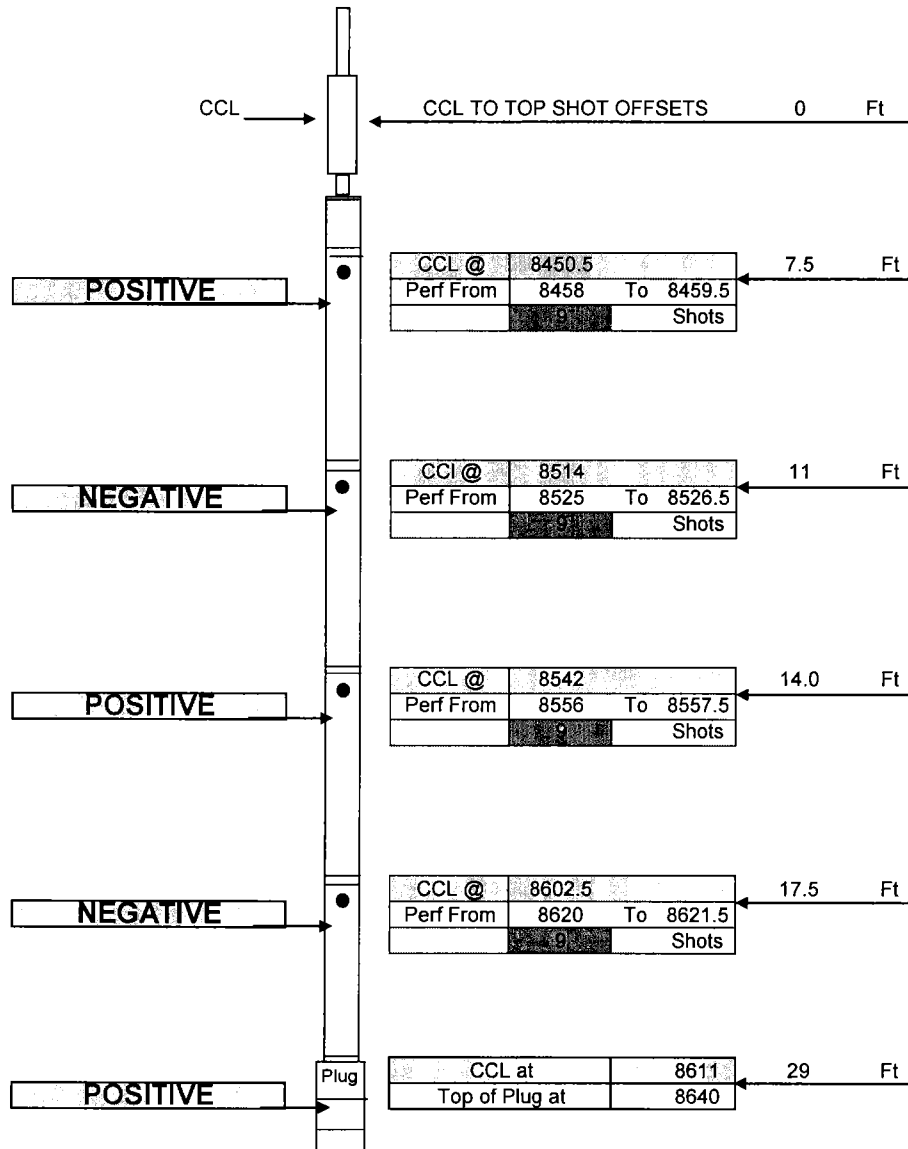 CCL CCL TO TOP SHOT OFFSETS 0 Ft
CCL @ 8450.5 7.5 Ft
POSITIVE Perf From 8458 To 8459.5
9 Shots
CCl @ 8514 11 Ft
NEGATIVE Perf From 8525 To 8526.5
9 Shots
CCL @ 8542 14.0 Ft
POSITIVE Perf From 8556 To 8557.5
9 Shots
CCL @ 8602.5 17.5 Ft
NEGATIVE Perf From 8620 To 8621.5
9 Shots
Plug CCL at 8611 29 Ft
POSITIVE Top of Plug at 8640